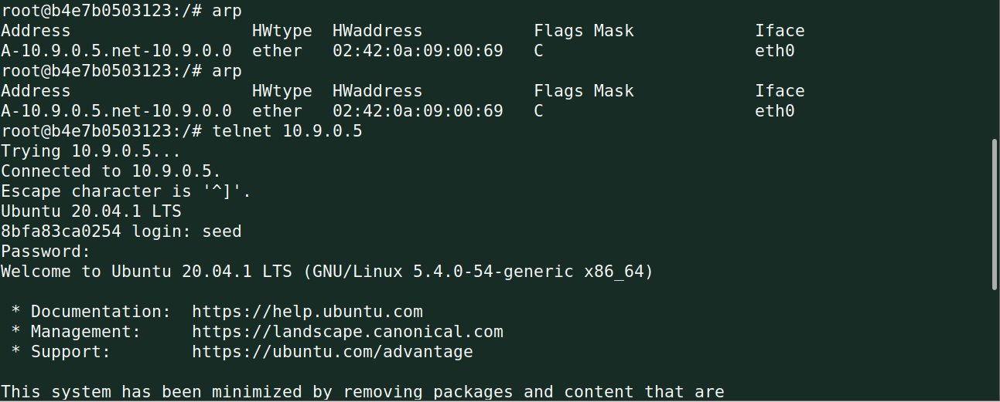 root@b4e7b0503123:/# arp
Address                  HWtype  HWaddress           Flags Mask            Iface
A-10.9.0.5.net-10.9.0.0  ether   02:42:0a:09:00:69   C                     eth0
root@b4e7b0503123:/# arp
Address                  HWtype  HWaddress           Flags Mask            Iface
A-10.9.0.5.net-10.9.0.0  ether   02:42:0a:09:00:69   C                     eth0
root@b4e7b0503123:/# telnet 10.9.0.5
Trying 10.9.0.5...
Connected to 10.9.0.5.
Escape character is '^]'.
Ubuntu 20.04.1 LTS
8bfa83ca0254 login: seed
Password:
Welcome to Ubuntu 20.04.1 LTS (GNU/Linux 5.4.0-54-generic x86_64)

 * Documentation:  https://help.ubuntu.com
 * Management:     https://landscape.canonical.com
 * Support:        https://ubuntu.com/advantage

This system has been minimized by removing packages and content that are